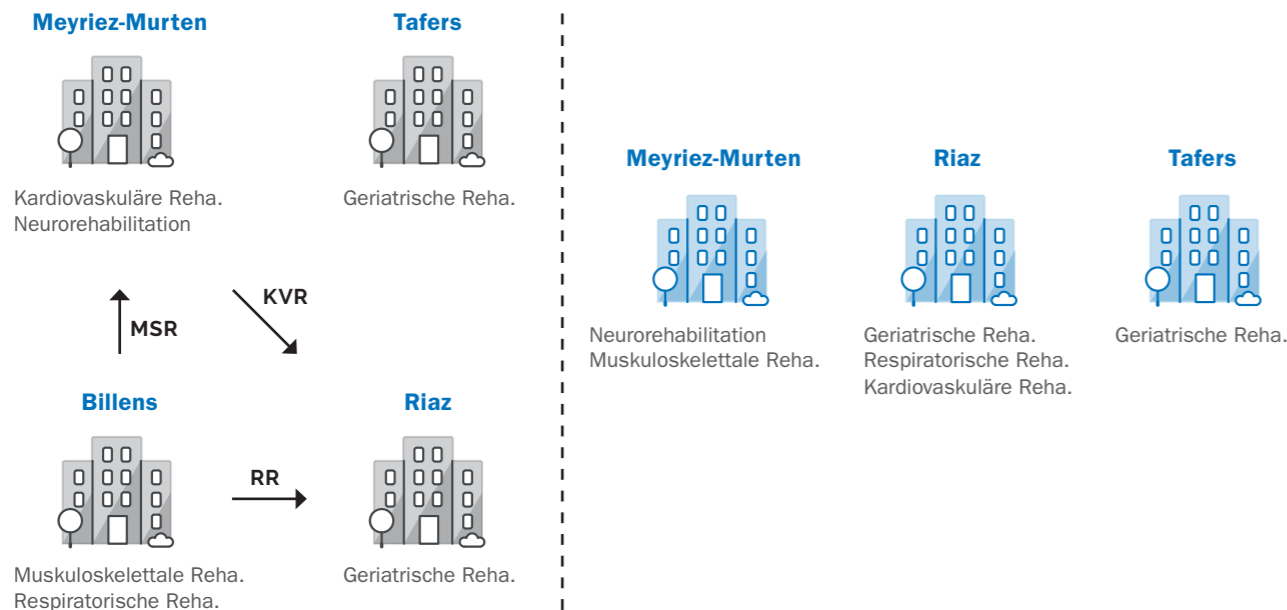 Meyriez-Murten
Tafers
Kardiovaskuläre Reha.
Neurorehabilitation
Geriatrische Reha.
MSR
KVR
Billens
Riaz
RR
Muskuloskelettale Reha.
Respiratorische Reha.
Geriatrische Reha.
Meyriez-Murten
Riaz
Tafers
Neurorehabilitation
Muskuloskelettale Reha.
Geriatrische Reha.
Respiratorische Reha.
Kardiovaskuläre Reha.
Geriatrische Reha.